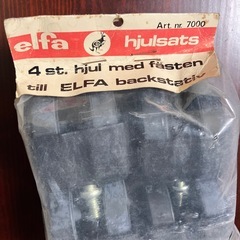 Art. nr. 7000
elfa hjulsats
4 st. hjul med fästen
till ELFA backstativ